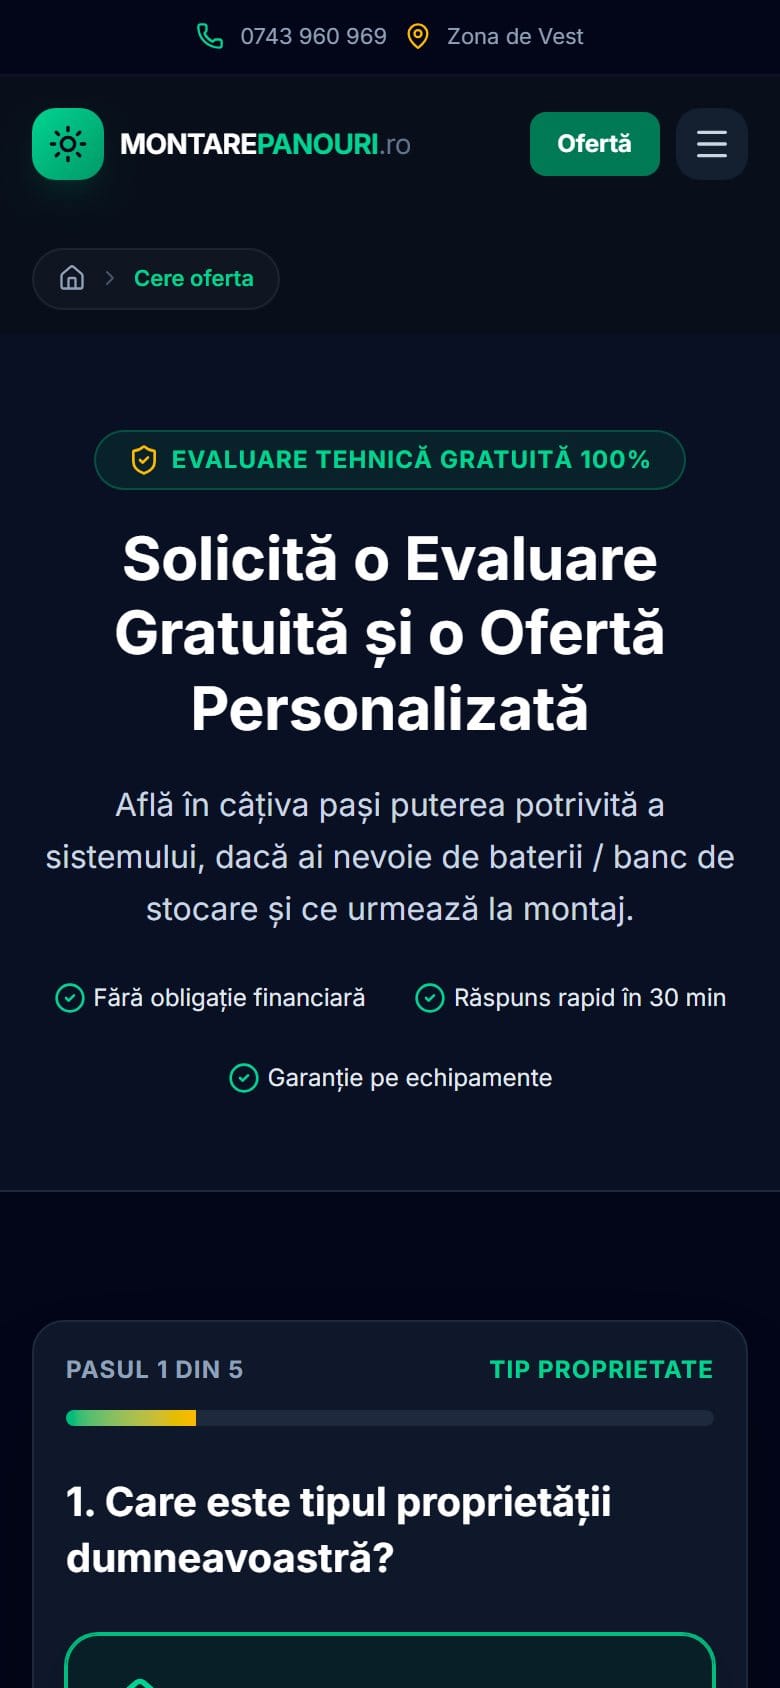 0743 960 969 Zona de Vest
MONTAREPANOURI.ro Ofertă
Cere oferta
EVALUARE TEHNICĂ GRATUITĂ 100%
Solicită o Evaluare
Gratuită și o Ofertă
Personalizată
Află în câțiva pași puterea potrivită a
sistemului, dacă ai nevoie de baterii / banc de
stocare și ce urmează la montaj.
Fără obligație financiară Răspuns rapid în 30 min
Garanție pe echipamente
PASUL 1 DIN 5 TIP PROPRIETATE
1. Care este tipul proprietății
dumneavoastră?